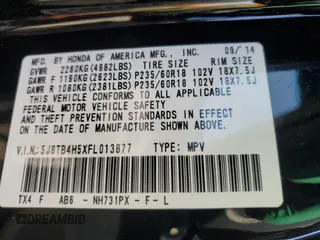 MFD. BY HONDA OF AMERICA MFG., INC. 09/14
GVWR 2260KG(4982LBS) TIRE SIZE RIM SIZE
GAWR F 1190KG(2623LBS) P235/60R18 102V 18X7.5J
GAWR R 1080KG(2381LBS) P235/60R18 102V 18X7.5J
THIS VEHICLE CONFORMS TO ALL APPLICABLE
FEDERAL MOTOR VEHICLE SAFETY, BUMPER, AND
THEFT PREVENTION STANDARDS IN EFFECT ON THE
DATE OF MANUFACTURE SHOWN ABOVE.
V.I.N.:5J8TB4H5XFL013877 TYPE: MPV
TX4 F AB6 - NH731PX - F - L
DREAMBID